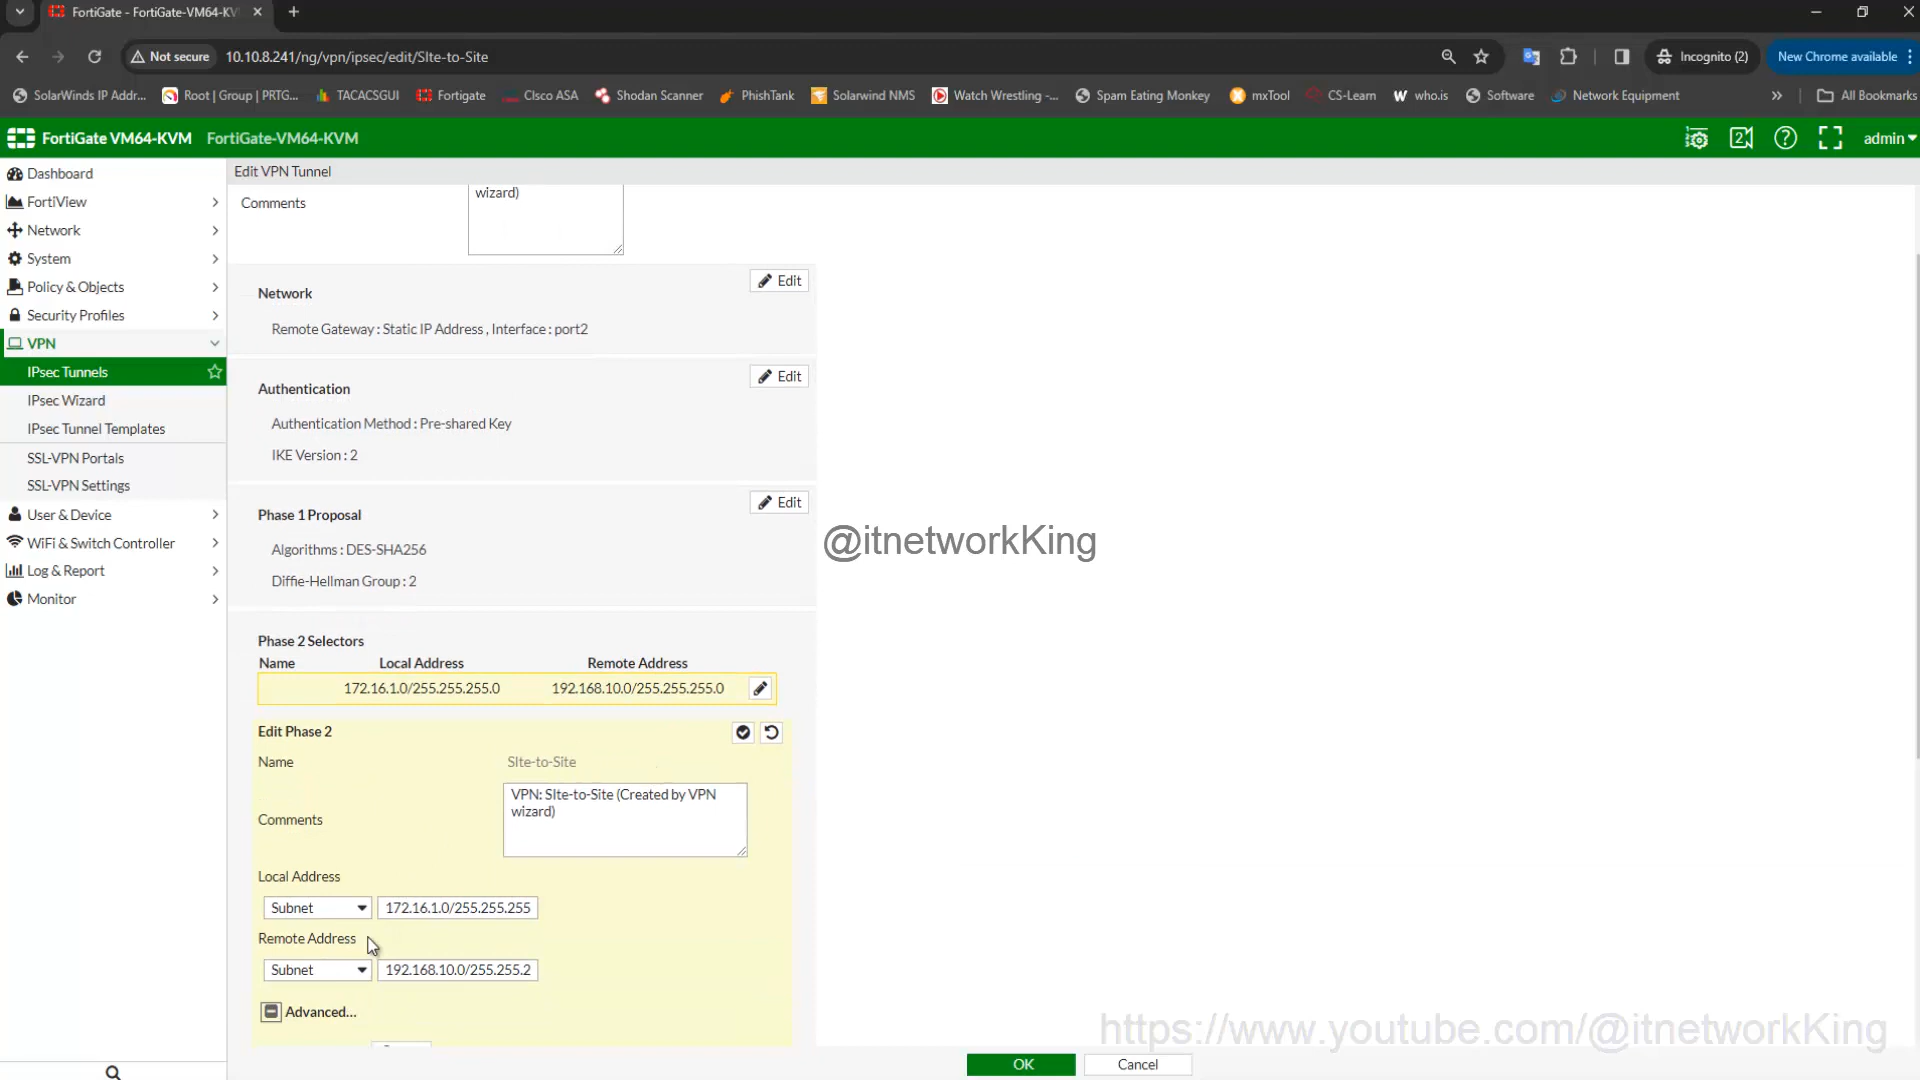 FortiGate - FortiGate-VM64-KV
Not secure
10.10.8.241/ng/vpn/ipsec/edit/SIte-to-Site
Incognito (2)
New Chrome available
SolarWinds IP Addr...
Root | Group | PRTG...
TACACSGUI
Fortigate
CIsco ASA
Shodan Scanner
PhishTank
Solarwind NMS
Watch Wrestling -...
Spam Eating Monkey
mxTool
CS-Learn
who.is
Software
Network Equipment
All Bookmarks
FortiGate VM64-KVM
FortiGate-VM64-KVM
2
admin
Dashboard
FortiView
Network
System
Policy & Objects
Security Profiles
VPN
IPsec Tunnels
IPsec Wizard
IPsec Tunnel Templates
SSL-VPN Portals
SSL-VPN Settings
User & Device
WiFi & Switch Controller
Log & Report
Monitor
Edit VPN Tunnel
Comments
wizard)
Network
Edit
Remote Gateway : Static IP Address , Interface : port2
Authentication
Edit
Authentication Method : Pre-shared Key
IKE Version : 2
Phase 1 Proposal
Edit
Algorithms : DES-SHA256
Diffie-Hellman Group : 2
Phase 2 Selectors
Name Local Address Remote Address
172.16.1.0/255.255.255.0 192.168.10.0/255.255.255.0
Edit Phase 2
Name SIte-to-Site
Comments
VPN: SIte-to-Site (Created by VPN
wizard)
Local Address
Subnet 172.16.1.0/255.255.255
Remote Address
Subnet 192.168.10.0/255.255.2
Advanced...
OK
Cancel
@itnetworkKing
https://www.youtube.com/@itnetworkKing